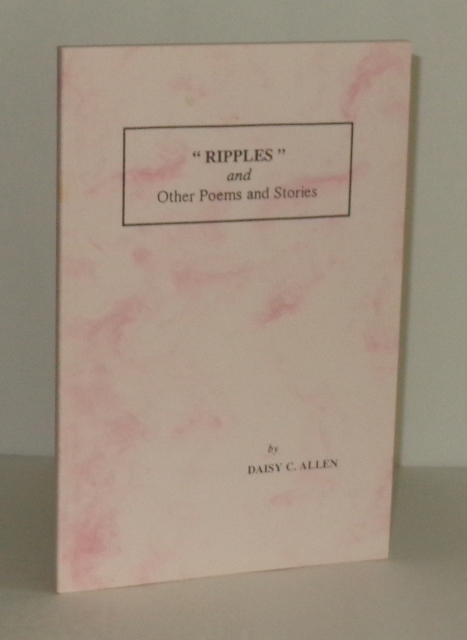 “ RIPPLES ”
and
Other Poems and Stories
by
DAISY C. ALLEN